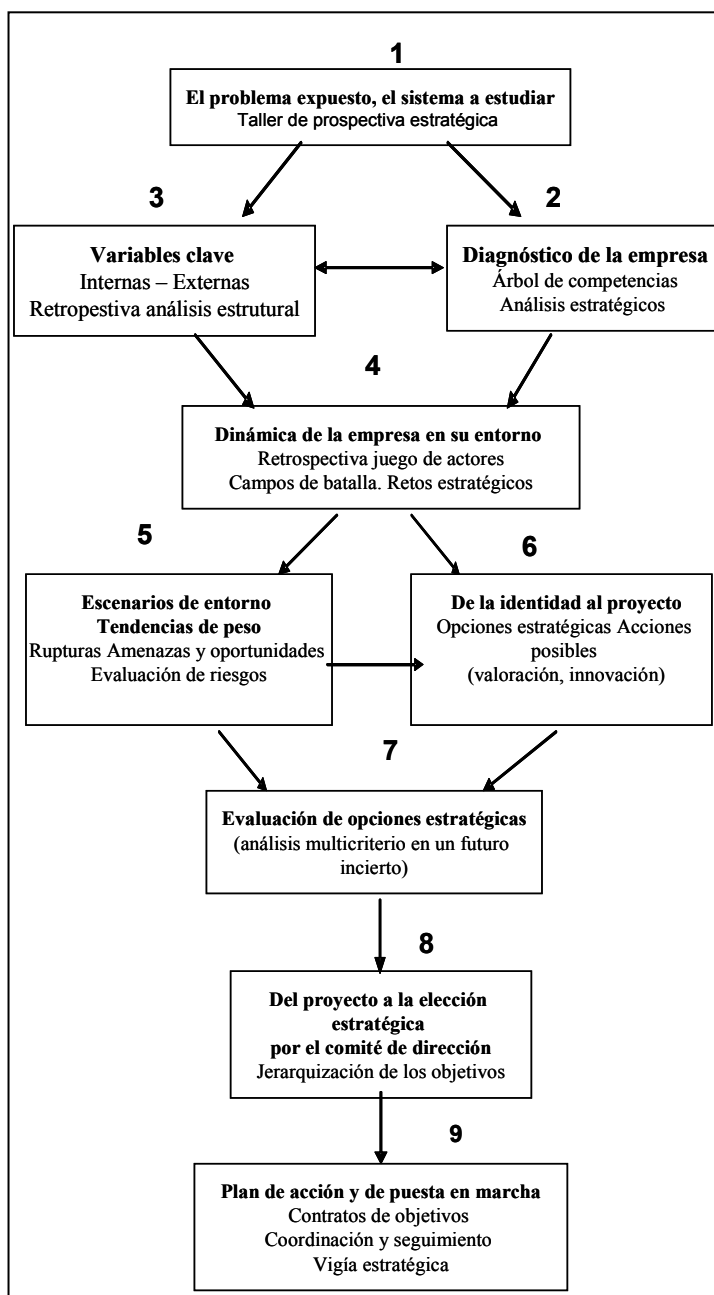 1
El problema expuesto, el sistema a estudiar
Taller de prospectiva estratégica
3
2
Variables clave
Internas – Externas
Retropestiva análisis estrutural
Diagnóstico de la empresa
Árbol de competencias
Análisis estratégicos
4
Dinámica de la empresa en su entorno
Retrospectiva juego de actores
Campos de batalla. Retos estratégicos
5
6
Escenarios de entorno
Tendencias de peso
Rupturas Amenazas y oportunidades
Evaluación de riesgos
De la identidad al proyecto
Opciones estratégicas Acciones
posibles
(valoración, innovación)
7
Evaluación de opciones estratégicas
(análisis multicriterio en un futuro
incierto)
8
Del proyecto a la elección
estratégica
por el comité de dirección
Jerarquización de los objetivos
9
Plan de acción y de puesta en marcha
Contratos de objetivos
Coordinación y seguimiento
Vigía estratégica